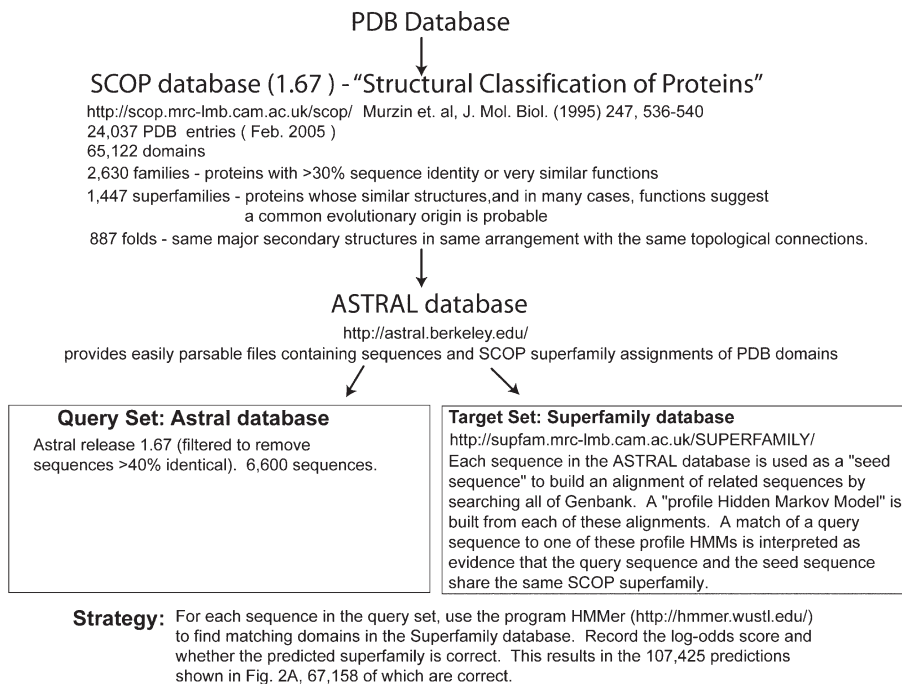 PDB Database
SCOP database (1.67 ) - “Structural Classification of Proteins”
http://scop.mrc-lmb.cam.ac.uk/scop/ Murzin et. al, J. Mol. Biol. (1995) 247, 536-540
24,037 PDB entries ( Feb. 2005 )
65,122 domains
2,630 families - proteins with >30% sequence identity or very similar functions
1,447 superfamilies - proteins whose similar structures,and in many cases, functions suggest
a common evolutionary origin is probable
887 folds - same major secondary structures in same arrangement with the same topological connections.
ASTRAL database
http://astral.berkeley.edu/
provides easily parsable files containing sequences and SCOP superfamily assignments of PDB domains
Query Set: Astral database
Astral release 1.67 (filtered to remove
sequences >40% identical). 6,600 sequences.
Target Set: Superfamily database
http://supfam.mrc-lmb.cam.ac.uk/SUPERFAMILY/
Each sequence in the ASTRAL database is used as a "seed
sequence" to build an alignment of related sequences by
searching all of Genbank. A "profile Hidden Markov Model" is
built from each of these alignments. A match of a query
sequence to one of these profile HMMs is interpreted as
evidence that the query sequence and the seed sequence
share the same SCOP superfamily.
Strategy: For each sequence in the query set, use the program HMMer (http://hmmer.wustl.edu/)
to find matching domains in the Superfamily database. Record the log-odds score and
whether the predicted superfamily is correct. This results in the 107,425 predictions
shown in Fig. 2A, 67,158 of which are correct.